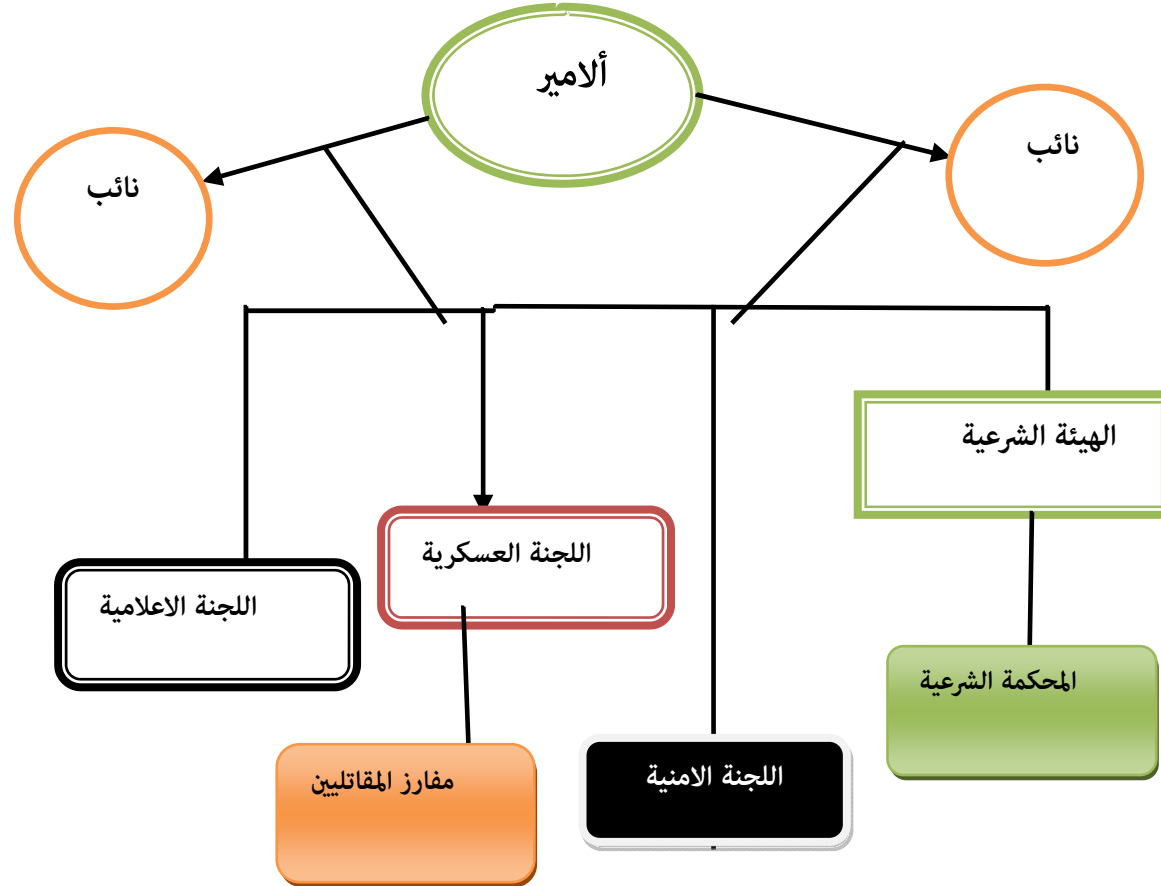 ألامير
نائب
نائب
الهيئة الشرعية
اللجنة العسكرية
اللجنة الاعلامية
المحكمة الشرعية
اللجنة الامنية
مفارز المقاتليين